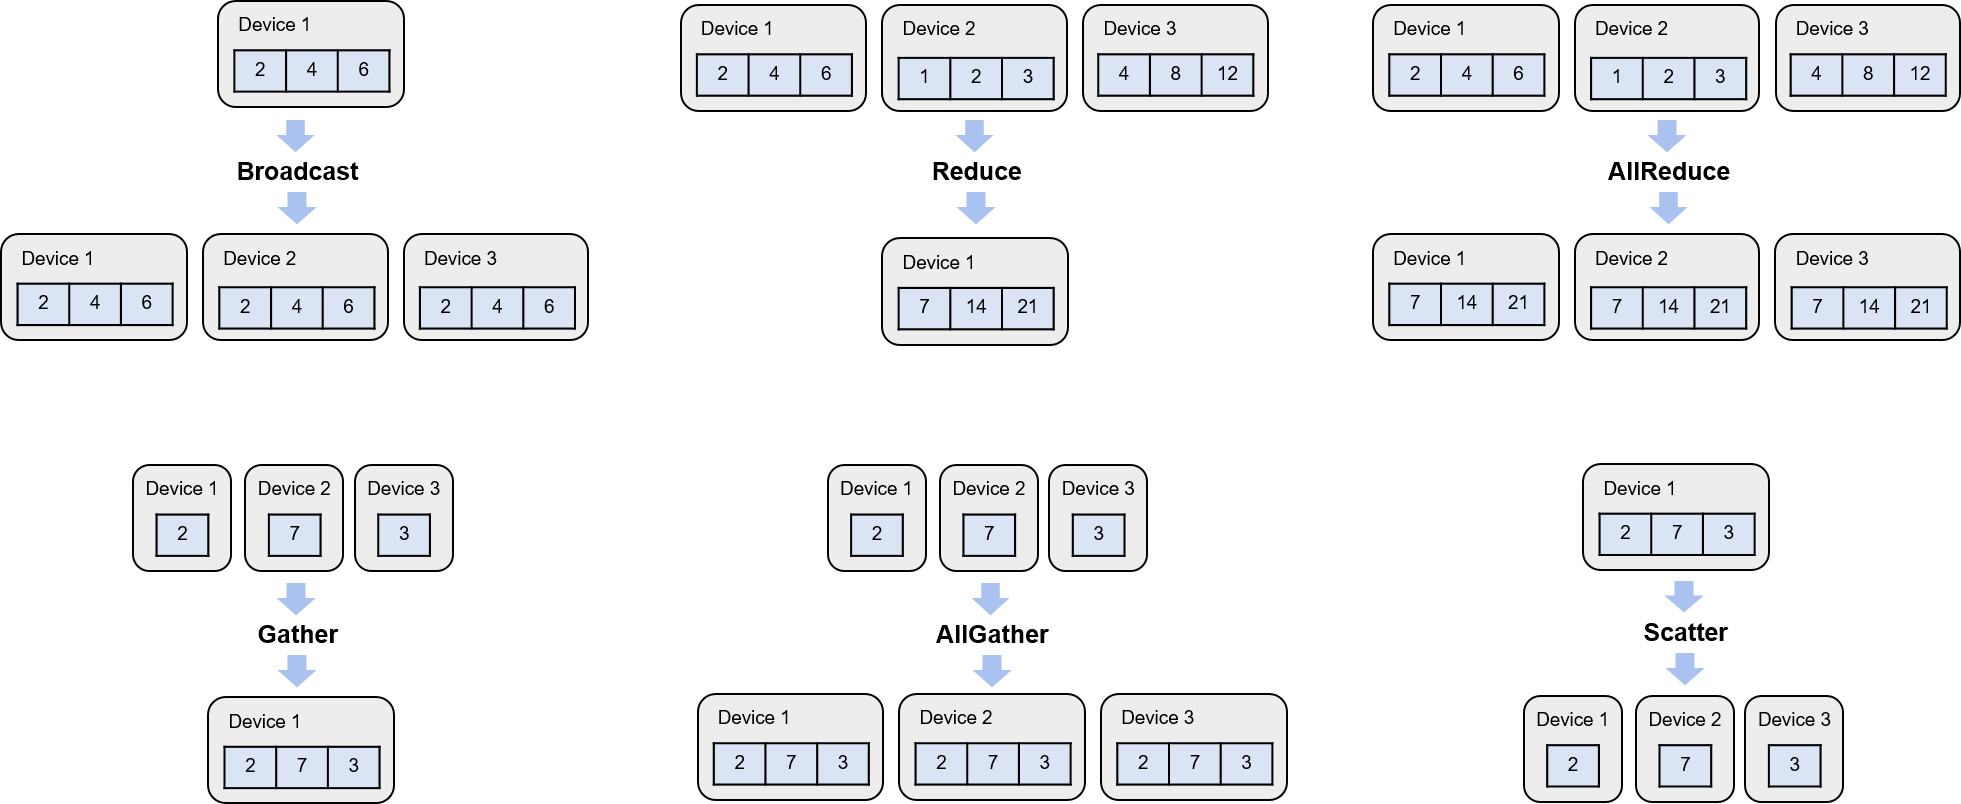 Device 1
2 4 6
Broadcast
Device 1 Device 2 Device 3
2 4 6 2 4 6 2 4 6
Device 1 Device 2 Device 3
2 4 6 1 2 3 4 8 12
Reduce
Device 1
7 14 21
Device 1 Device 2 Device 3
2 4 6 1 2 3 4 8 12
AllReduce
Device 1 Device 2 Device 3
7 14 21 7 14 21 7 14 21
Device 1 Device 2 Device 3
2 7 3
Gather
Device 1
2 7 3
Device 1 Device 2 Device 3
2 7 3
AllGather
Device 1 Device 2 Device 3
2 7 3 2 7 3 2 7 3
Device 1
2 7 3
Scatter
Device 1 Device 2 Device 3
2 7 3